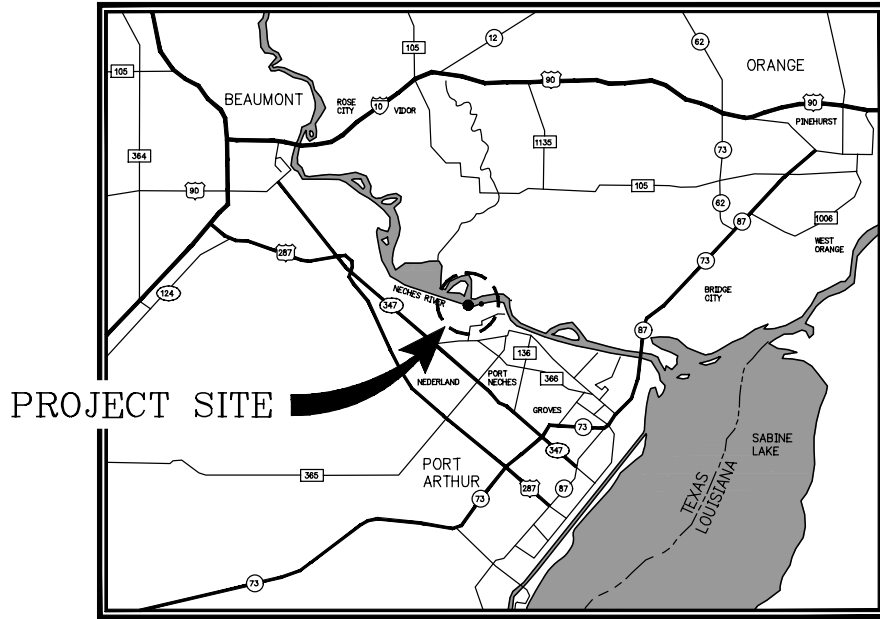 12
62
105
ORANGE
105
90
BEAUMONT
ROSE
CITY
10
VIDOR
90
PINEHURST
1135
364
73
105
90
62
87
1006
WEST
ORANGE
287
73
BRIDGE
CITY
124
NECHES RIVER
347
87
136
PORT
NECHES
366
NEDERLAND
PROJECT SITE
GROVES
73
347
SABINE
LAKE
PORT
ARTHUR
365
287
87
73
TEXAS
LOUISIANA
73